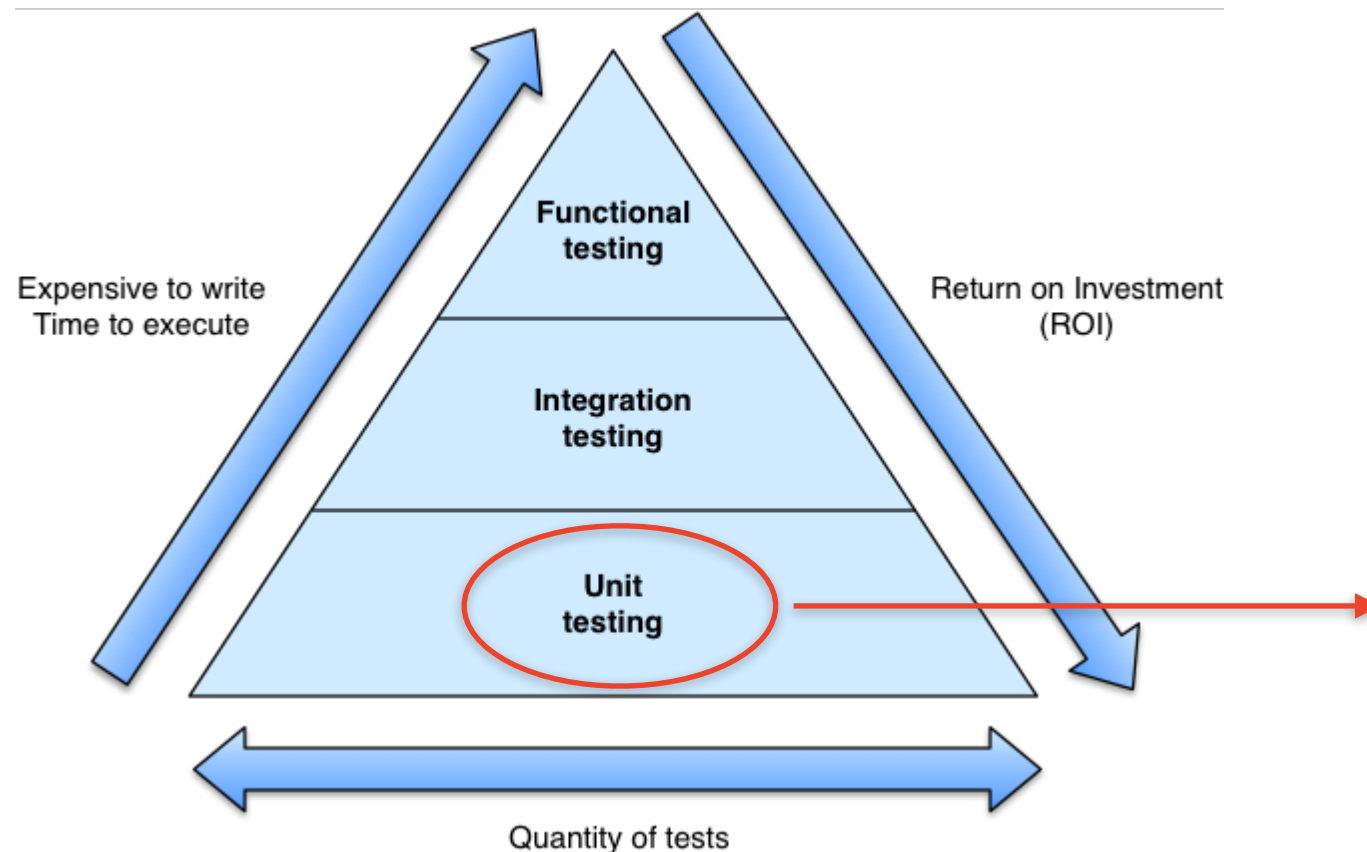 Functional
testing
Expensive to write
Time to execute
Return on Investment
(ROI)
Integration
testing
Unit
testing
Quantity of tests